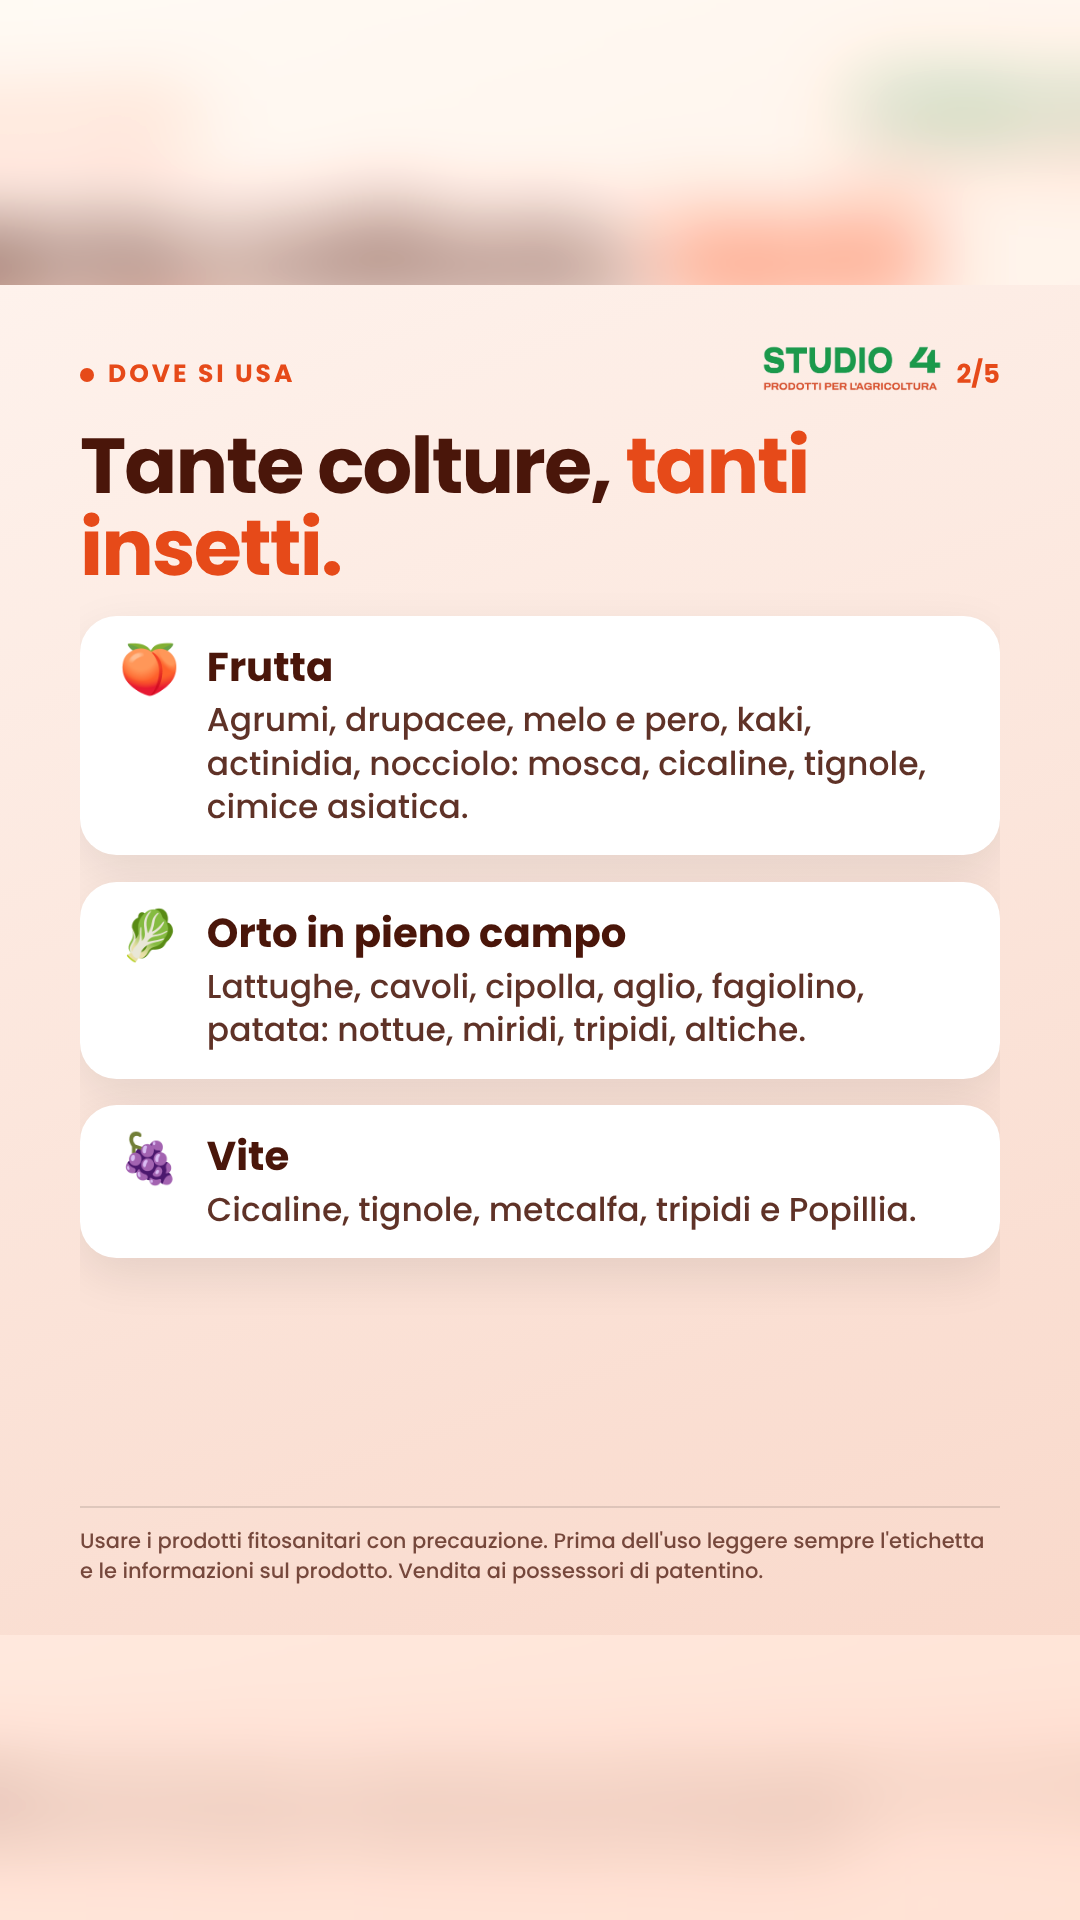 DOVE SI USA
STUDIO 4
PRODOTTI PER L'AGRICOLTURA
2/5
Tante colture, tanti
insetti.
Frutta
Agrumi, drupacee, melo e pero, kaki,
actinidia, nocciolo: mosca, cicaline, tignole,
cimice asiatica.
Orto in pieno campo
Lattughe, cavoli, cipolla, aglio, fagiolino,
patata: nottue, miridi, tripidi, altiche.
Vite
Cicaline, tignole, metcalfa, tripidi e Popillia.
Usare i prodotti fitosanitari con precauzione. Prima dell'uso leggere sempre l'etichetta
e le informazioni sul prodotto. Vendita ai possessori di patentino.